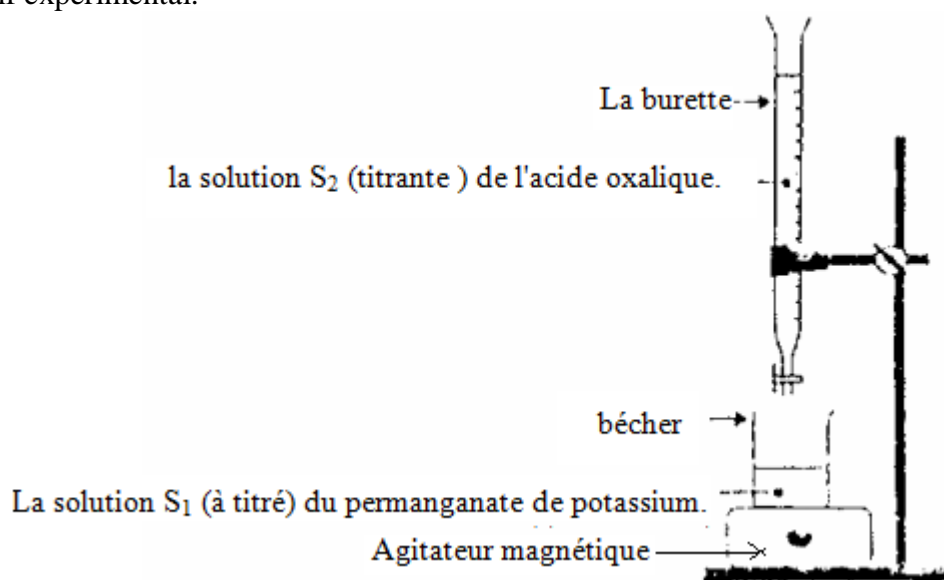 La burette
la solution S₂ (titrante ) de l'acide oxalique.
bécher
La solution S₁ (à titré) du permanganate de potassium.
Agitateur magnétique